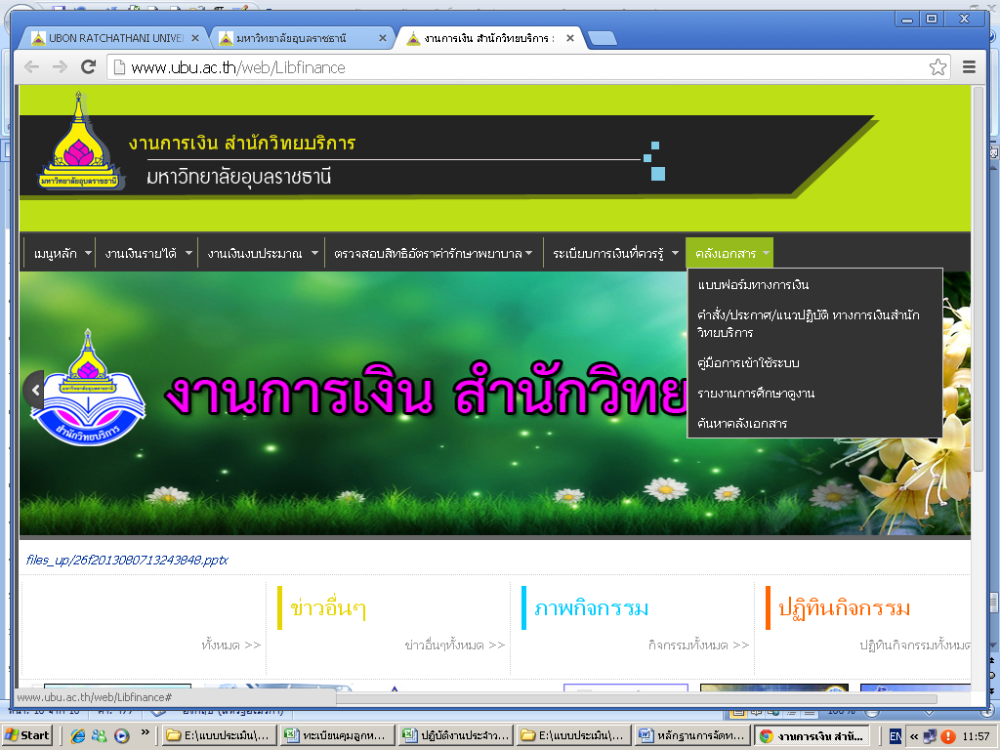 UBON RATCHATHANI UNIVE
มหาวิทยาลัยอุบลราชธานี
งานการเงิน สำนักวิทยบริการ :
www.ubu.ac.th/web/Libfinance
งานการเงิน สำนักวิทยบริการ
มหาวิทยาลัยอุบลราชธานี
มหาวิทยาลัยอุบลราชธานี
เมนูหลัก
งานเงินรายได้
งานเงินงบประมาณ
ตรวจสอบสิทธิอัตราค่ารักษาพยาบาล
ระเบียบการเงินที่ควรรู้
คลังเอกสาร
แบบฟอร์มทางการเงิน
คำสั่ง/ประกาศ/แนวปฏิบัติ ทางการเงินสำนัก
วิทยบริการ
คู่มือการเข้าใช้ระบบ
รายงานการศึกษาดูงาน
ค้นหาคลังเอกสาร
งานการเงิน สำนักวิทย
สำนักวิทยบริการ
files_up/26f2013080713243848.pptx
ข่าวอื่นๆ
ภาพกิจกรรม
ปฏิทินกิจกรรม
ทั้งหมด >>
ข่าวอื่นๆทั้งหมด >>
กิจกรรมทั้งหมด >>
ปฏิทินกิจกรรมทั้งหมด
www.ubu.ac.th/web/Libfinance#
Start
E:\แบบประเมิน\...
ทะเบียนคุมลูกห...
ปฏิบัติงานประจำว...
E:\แบบประเมิน\...
หลักฐานการจัดท...
งานการเงิน สำนั...
EN
11:57